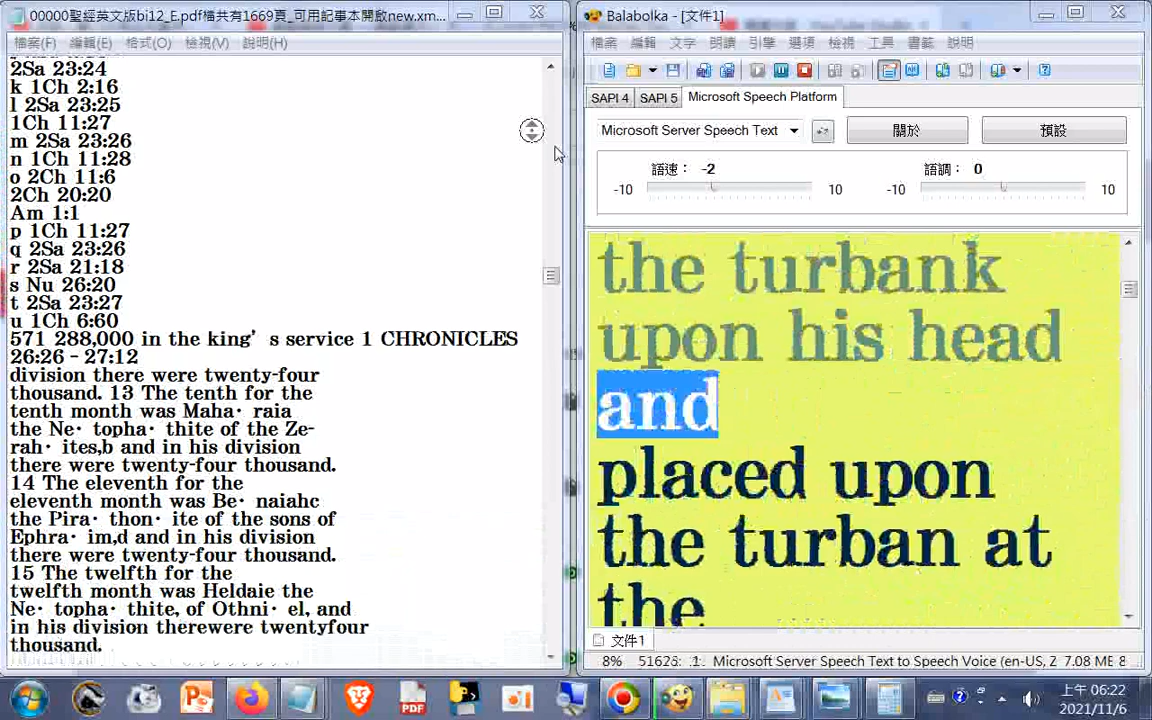 00000聖經英文版bi12_E.pdf檔共有1669頁_可用記事本開啟new.xm...
檔案(F) 編輯(E) 格式(O) 檢視(V) 說明(H)
2Sa 23:24
k 1Ch 2:16
l 2Sa 23:25
1Ch 11:27
m 2Sa 23:26
n 1Ch 11:28
o 2Ch 11:6
2Ch 20:20
Am 1:1
p 1Ch 11:27
q 2Sa 23:26
r 2Sa 21:18
s Nu 26:20
t 2Sa 23:27
u 1Ch 6:60
571 288,000 in the king’s service 1 CHRONICLES
26:26 – 27:12
division there were twenty-four
thousand. 13 The tenth for the
tenth month was Maha·raia
the Ne·topha·thite of the Ze-
rah·ites,b and in his division
there were twenty-four thousand.
14 The eleventh for the
eleventh month was Be·naiahc
the Pira·thon·ite of the sons of
Ephra·im,d and in his division
there were twenty-four thousand.
15 The twelfth for the
twelfth month was Heldaie the
Ne·topha·thite, of Othni·el, and
in his division therewere twentyfour
thousand.
Balabolka - [文件1]
檔案 編輯 文字 朗讀 引擎 選項 檢視 工具 書籤 說明
SAPI 4 SAPI 5 Microsoft Speech Platform
Microsoft Server Speech Text 關於 預設
語速： -2 語調： 0
-10 10 -10 10
the turbank
upon his head
and
placed upon
the turban at
the
文件1
8% 51628: 1: Microsoft Server Speech Text to Speech Voice (en-US, Z 7.08 MB 8
上午 06:22
2021/11/6